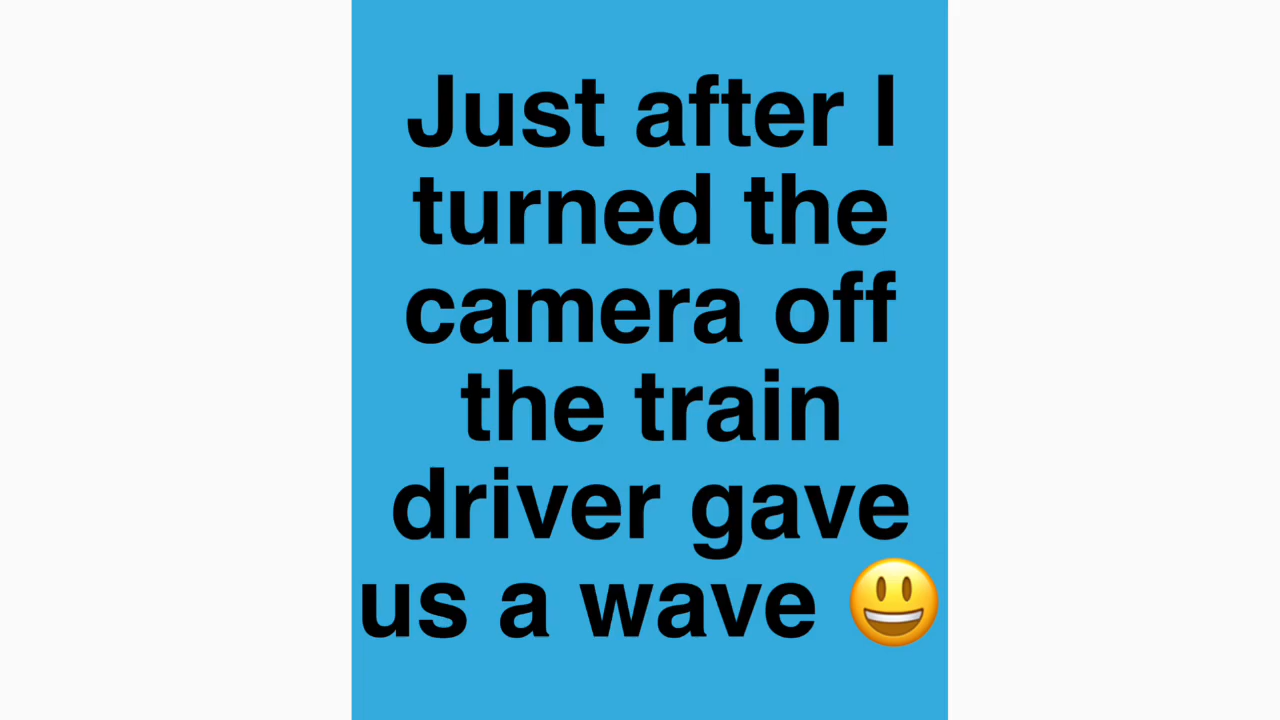 Just after I
turned the
camera off
the train
driver gave
us a wave 😃